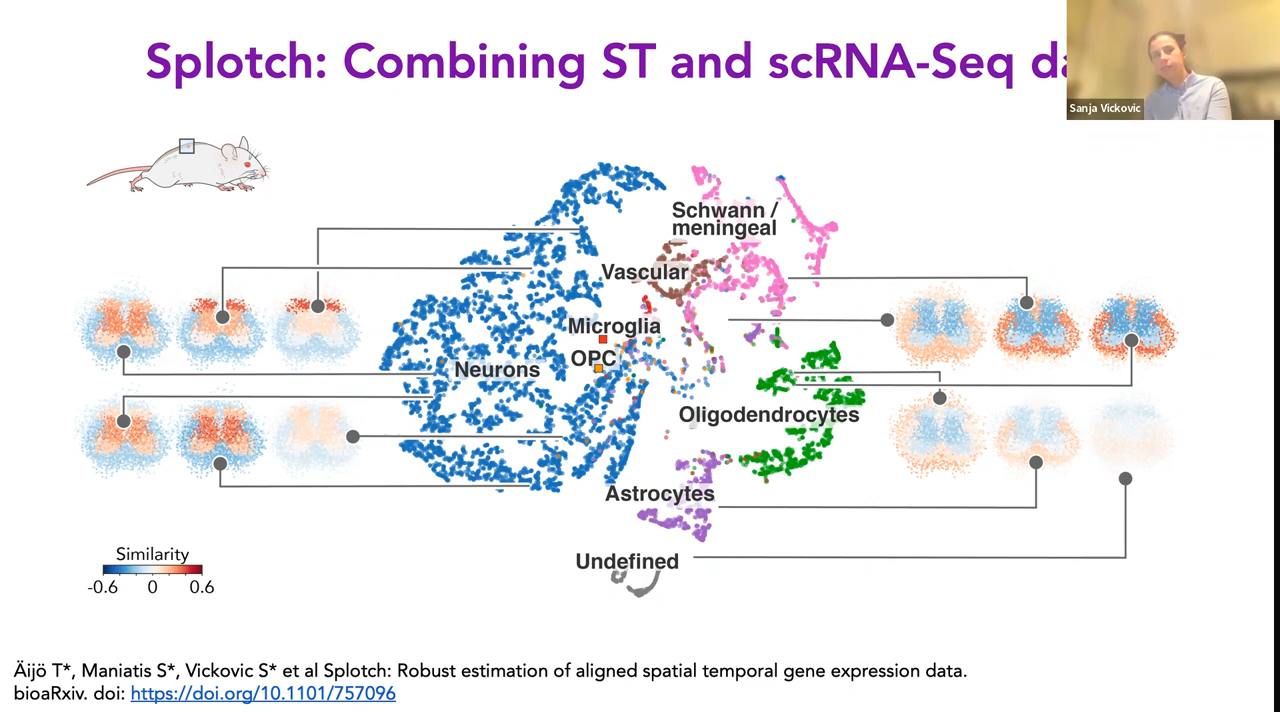 Splotch: Combining ST and scRNA-Seq
Sanja Vickovic
Schwann /
meningeal
Vascular
Microglia
OPC
Neurons
Oligodendrocytes
Astrocytes
Undefined
Similarity
-0.6 0 0.6
Äijö T*, Maniatis S*, Vickovic S* et al Splotch: Robust estimation of aligned spatial temporal gene expression data.
bioaRxiv. doi: https://doi.org/10.1101/757096